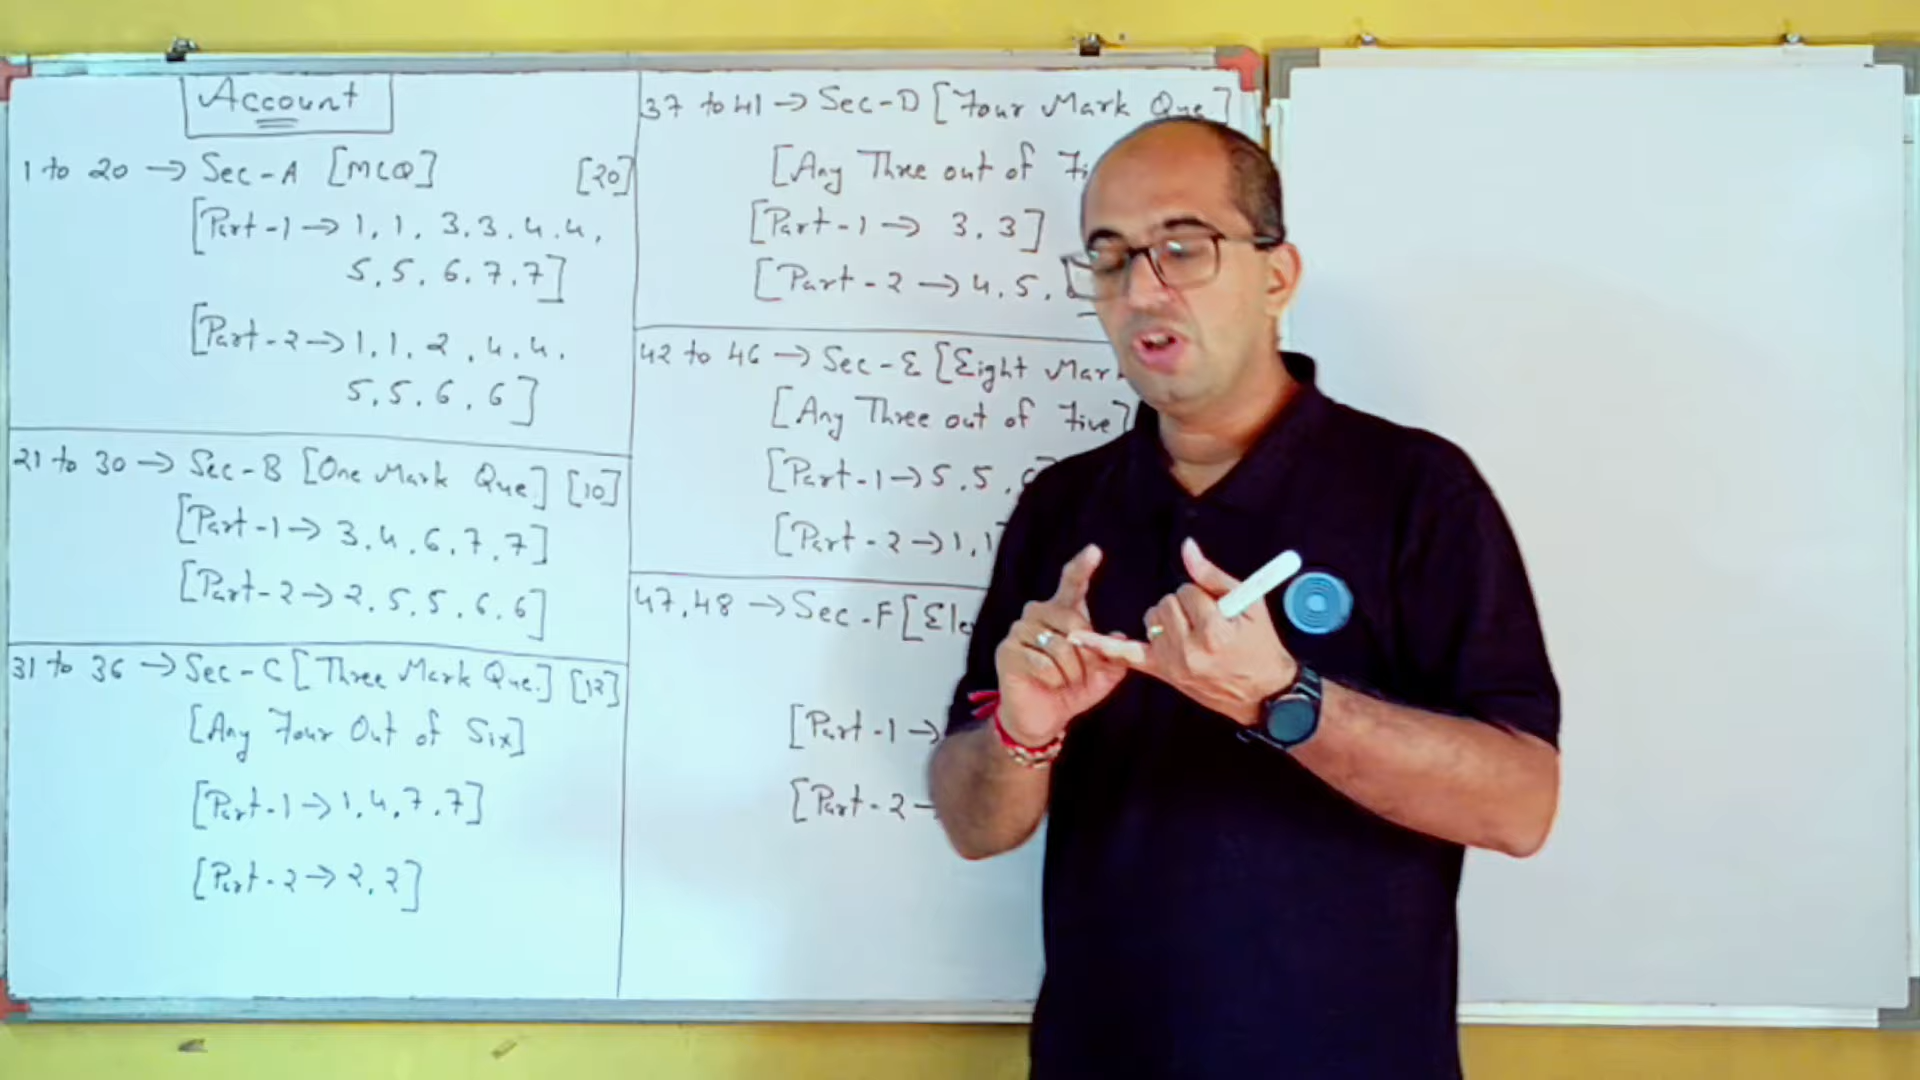 Account
1 to 20 → Sec-A [MCQ] [20]
[Part-1 → 1, 1, 3, 3, 4, 4,
5, 5, 6, 7, 7]
[Part-2 → 1, 1, 2, 4, 4,
5, 5, 6, 6]
21 to 30 → Sec-B [One Mark Que.] [10]
[Part-1 → 3, 4, 6, 7, 7]
[Part-2 → 2, 5, 5, 6, 6]
31 to 36 → Sec-C [Three Mark Que.] [12]
[Any Four Out of Six]
[Part-1 → 1, 4, 7, 7]
[Part-2 → 2, 2]
37 to 41 → Sec-D [Four Mark Que]
[Any Three out of
[Part-1 → 3, 3]
[Part-2 → 4, 5,
42 to 46 → Sec-E [Eight
[Any Three out of Five]
[Part-1 → 5, 5,
[Part-2 → 1, 1
47, 48 → Sec-F
[Part-1 →
[Part-2